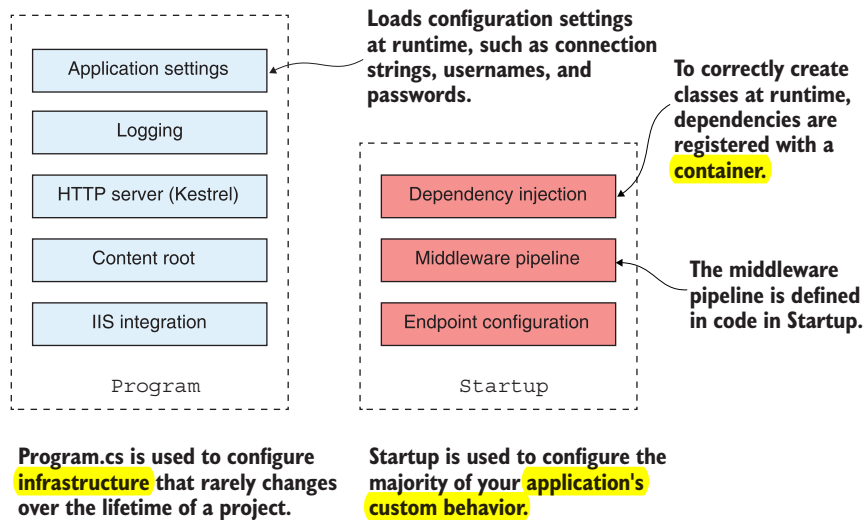 Loads configuration settings
at runtime, such as connection
strings, usernames, and
passwords.
To correctly create
classes at runtime,
dependencies are
registered with a
container.
Application settings
Logging
HTTP server (Kestrel)
Content root
IIS integration
Program
Dependency injection
Middleware pipeline
Endpoint configuration
Startup
The middleware
pipeline is defined
in code in Startup.
Program.cs is used to configure
infrastructure that rarely changes
over the lifetime of a project.
Startup is used to configure the
majority of your application's
custom behavior.